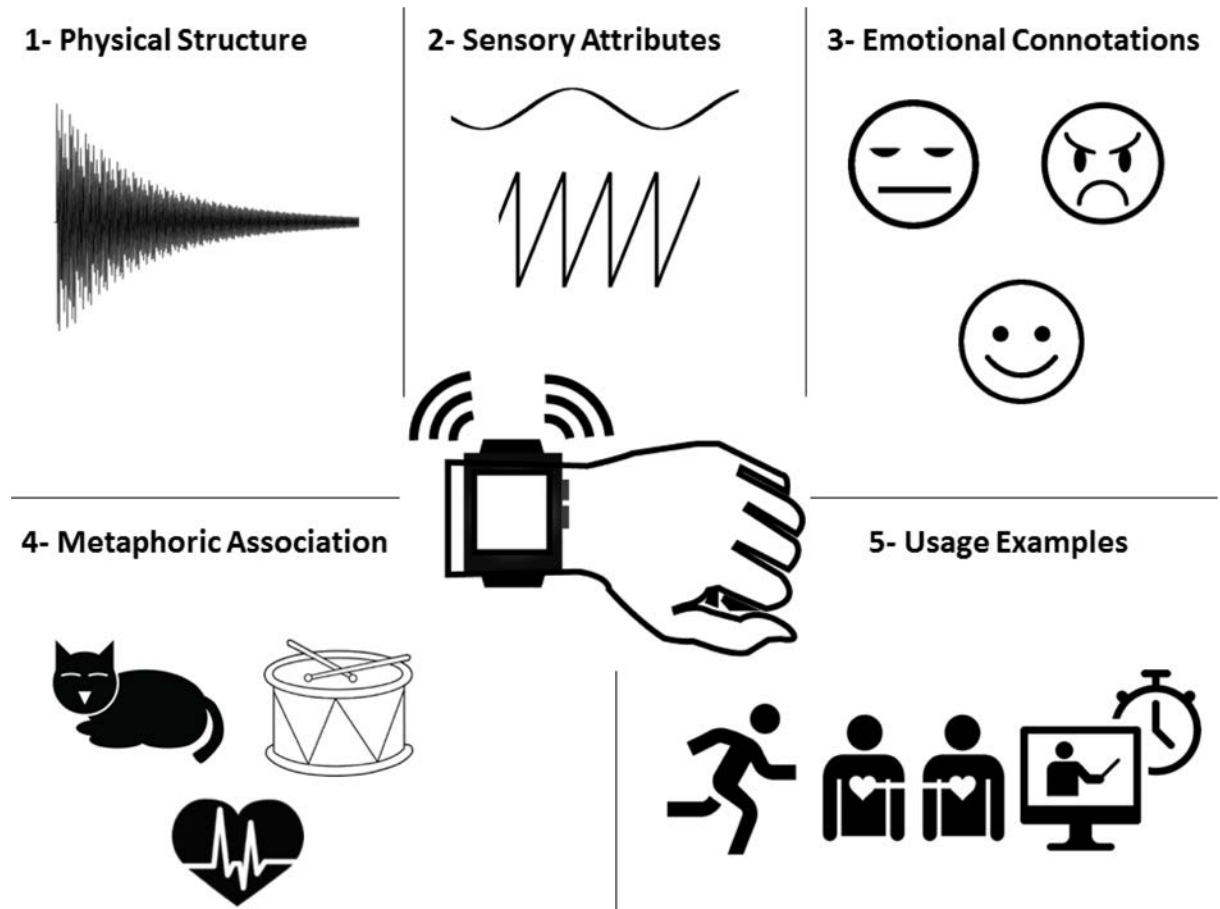 1- Physical Structure
2- Sensory Attributes
3- Emotional Connotations
4- Metaphoric Association
5- Usage Examples